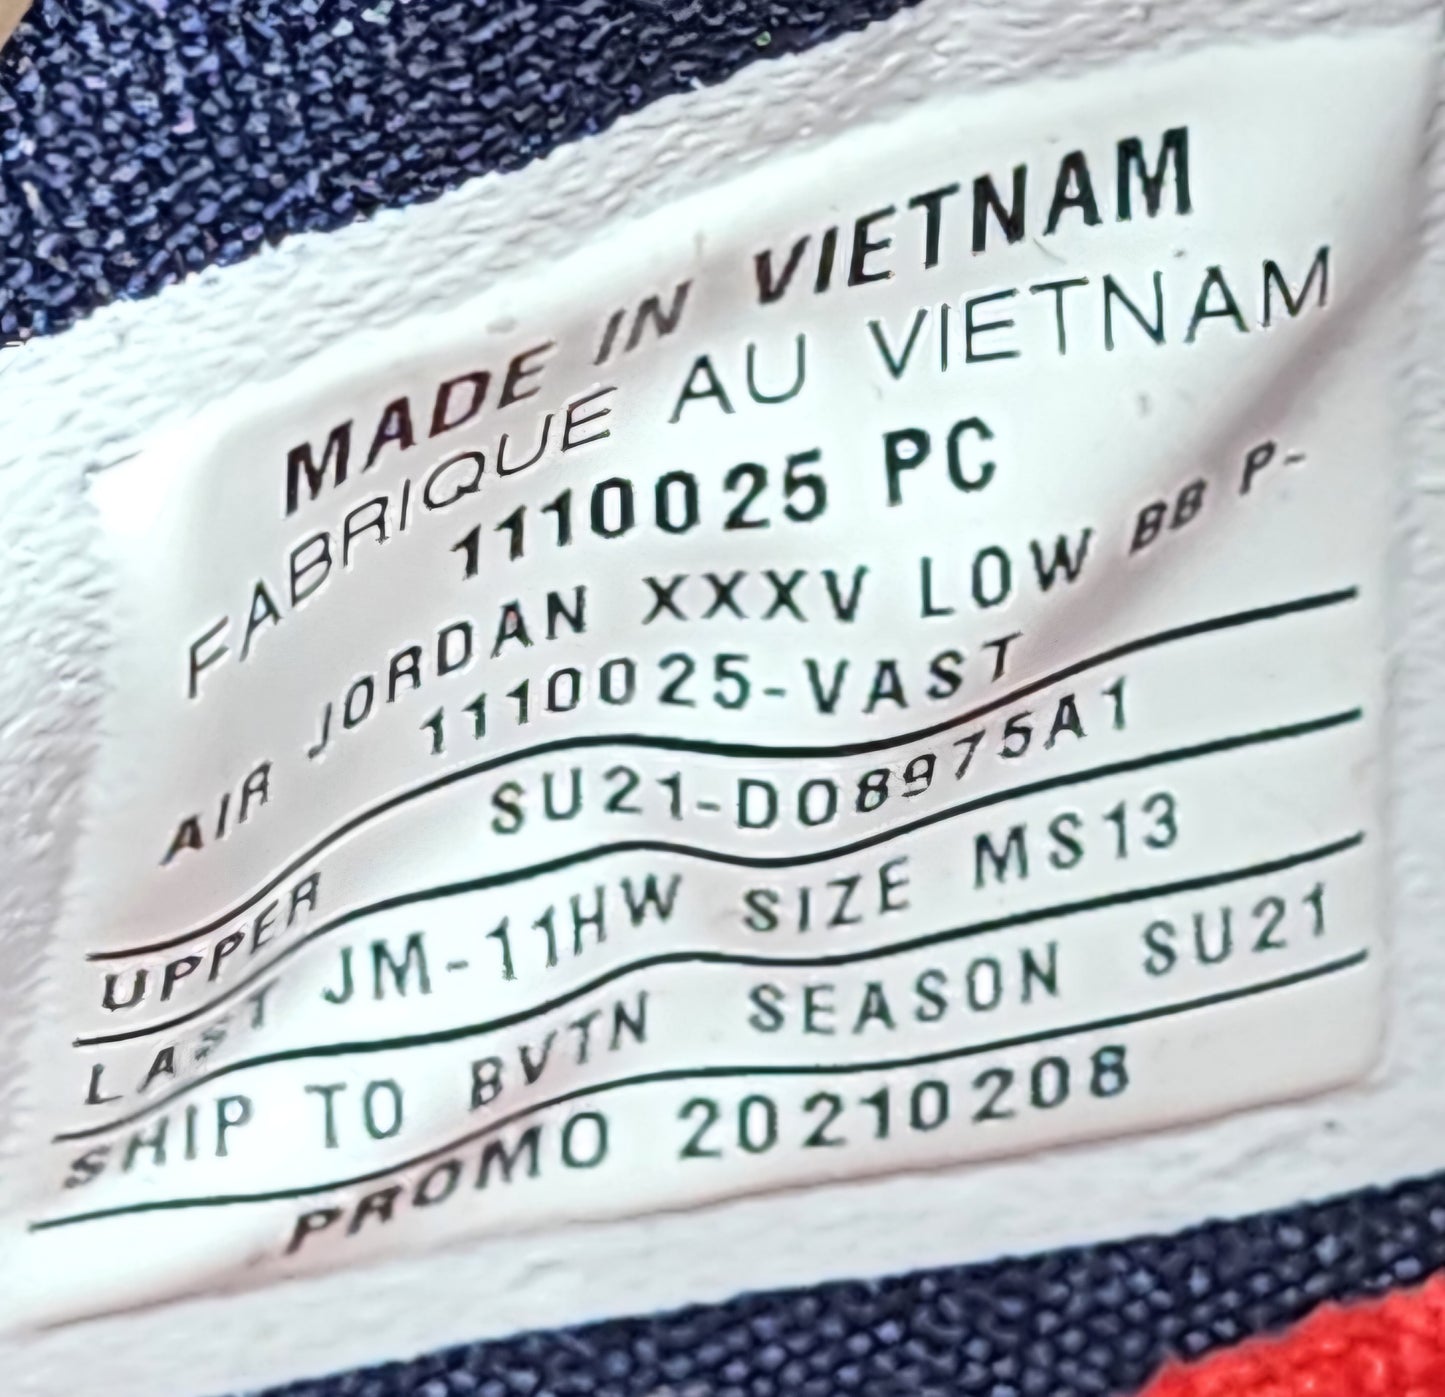 MADE IN VIETNAM
FABRIQUE AU VIETNAM
1110025 PC
AIR JORDAN XXXV LOW BB P-
1110025-VAST
UPPER SU21-D08975A1
LAST JM-11HW SIZE MS13
SHIP TO BVTN SEASON SU21
PROMO 20210208